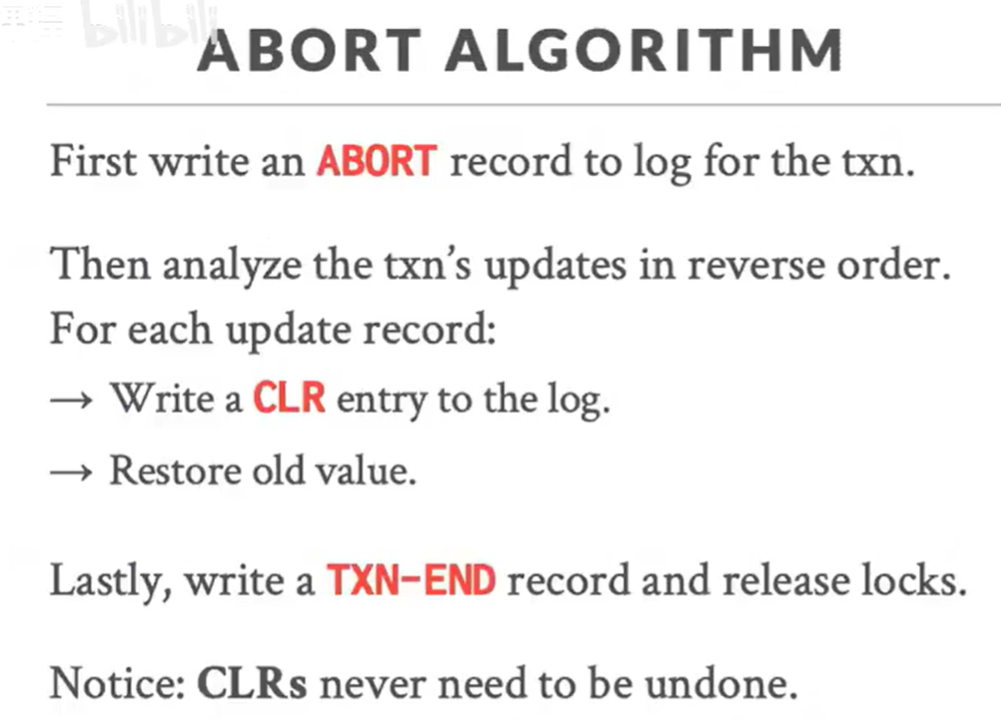 bilibili
ABORT ALGORITHM
First write an ABORT record to log for the txn.
Then analyze the txn's updates in reverse order.
For each update record:
→ Write a CLR entry to the log.
→ Restore old value.
Lastly, write a TXN-END record and release locks.
Notice: CLRs never need to be undone.